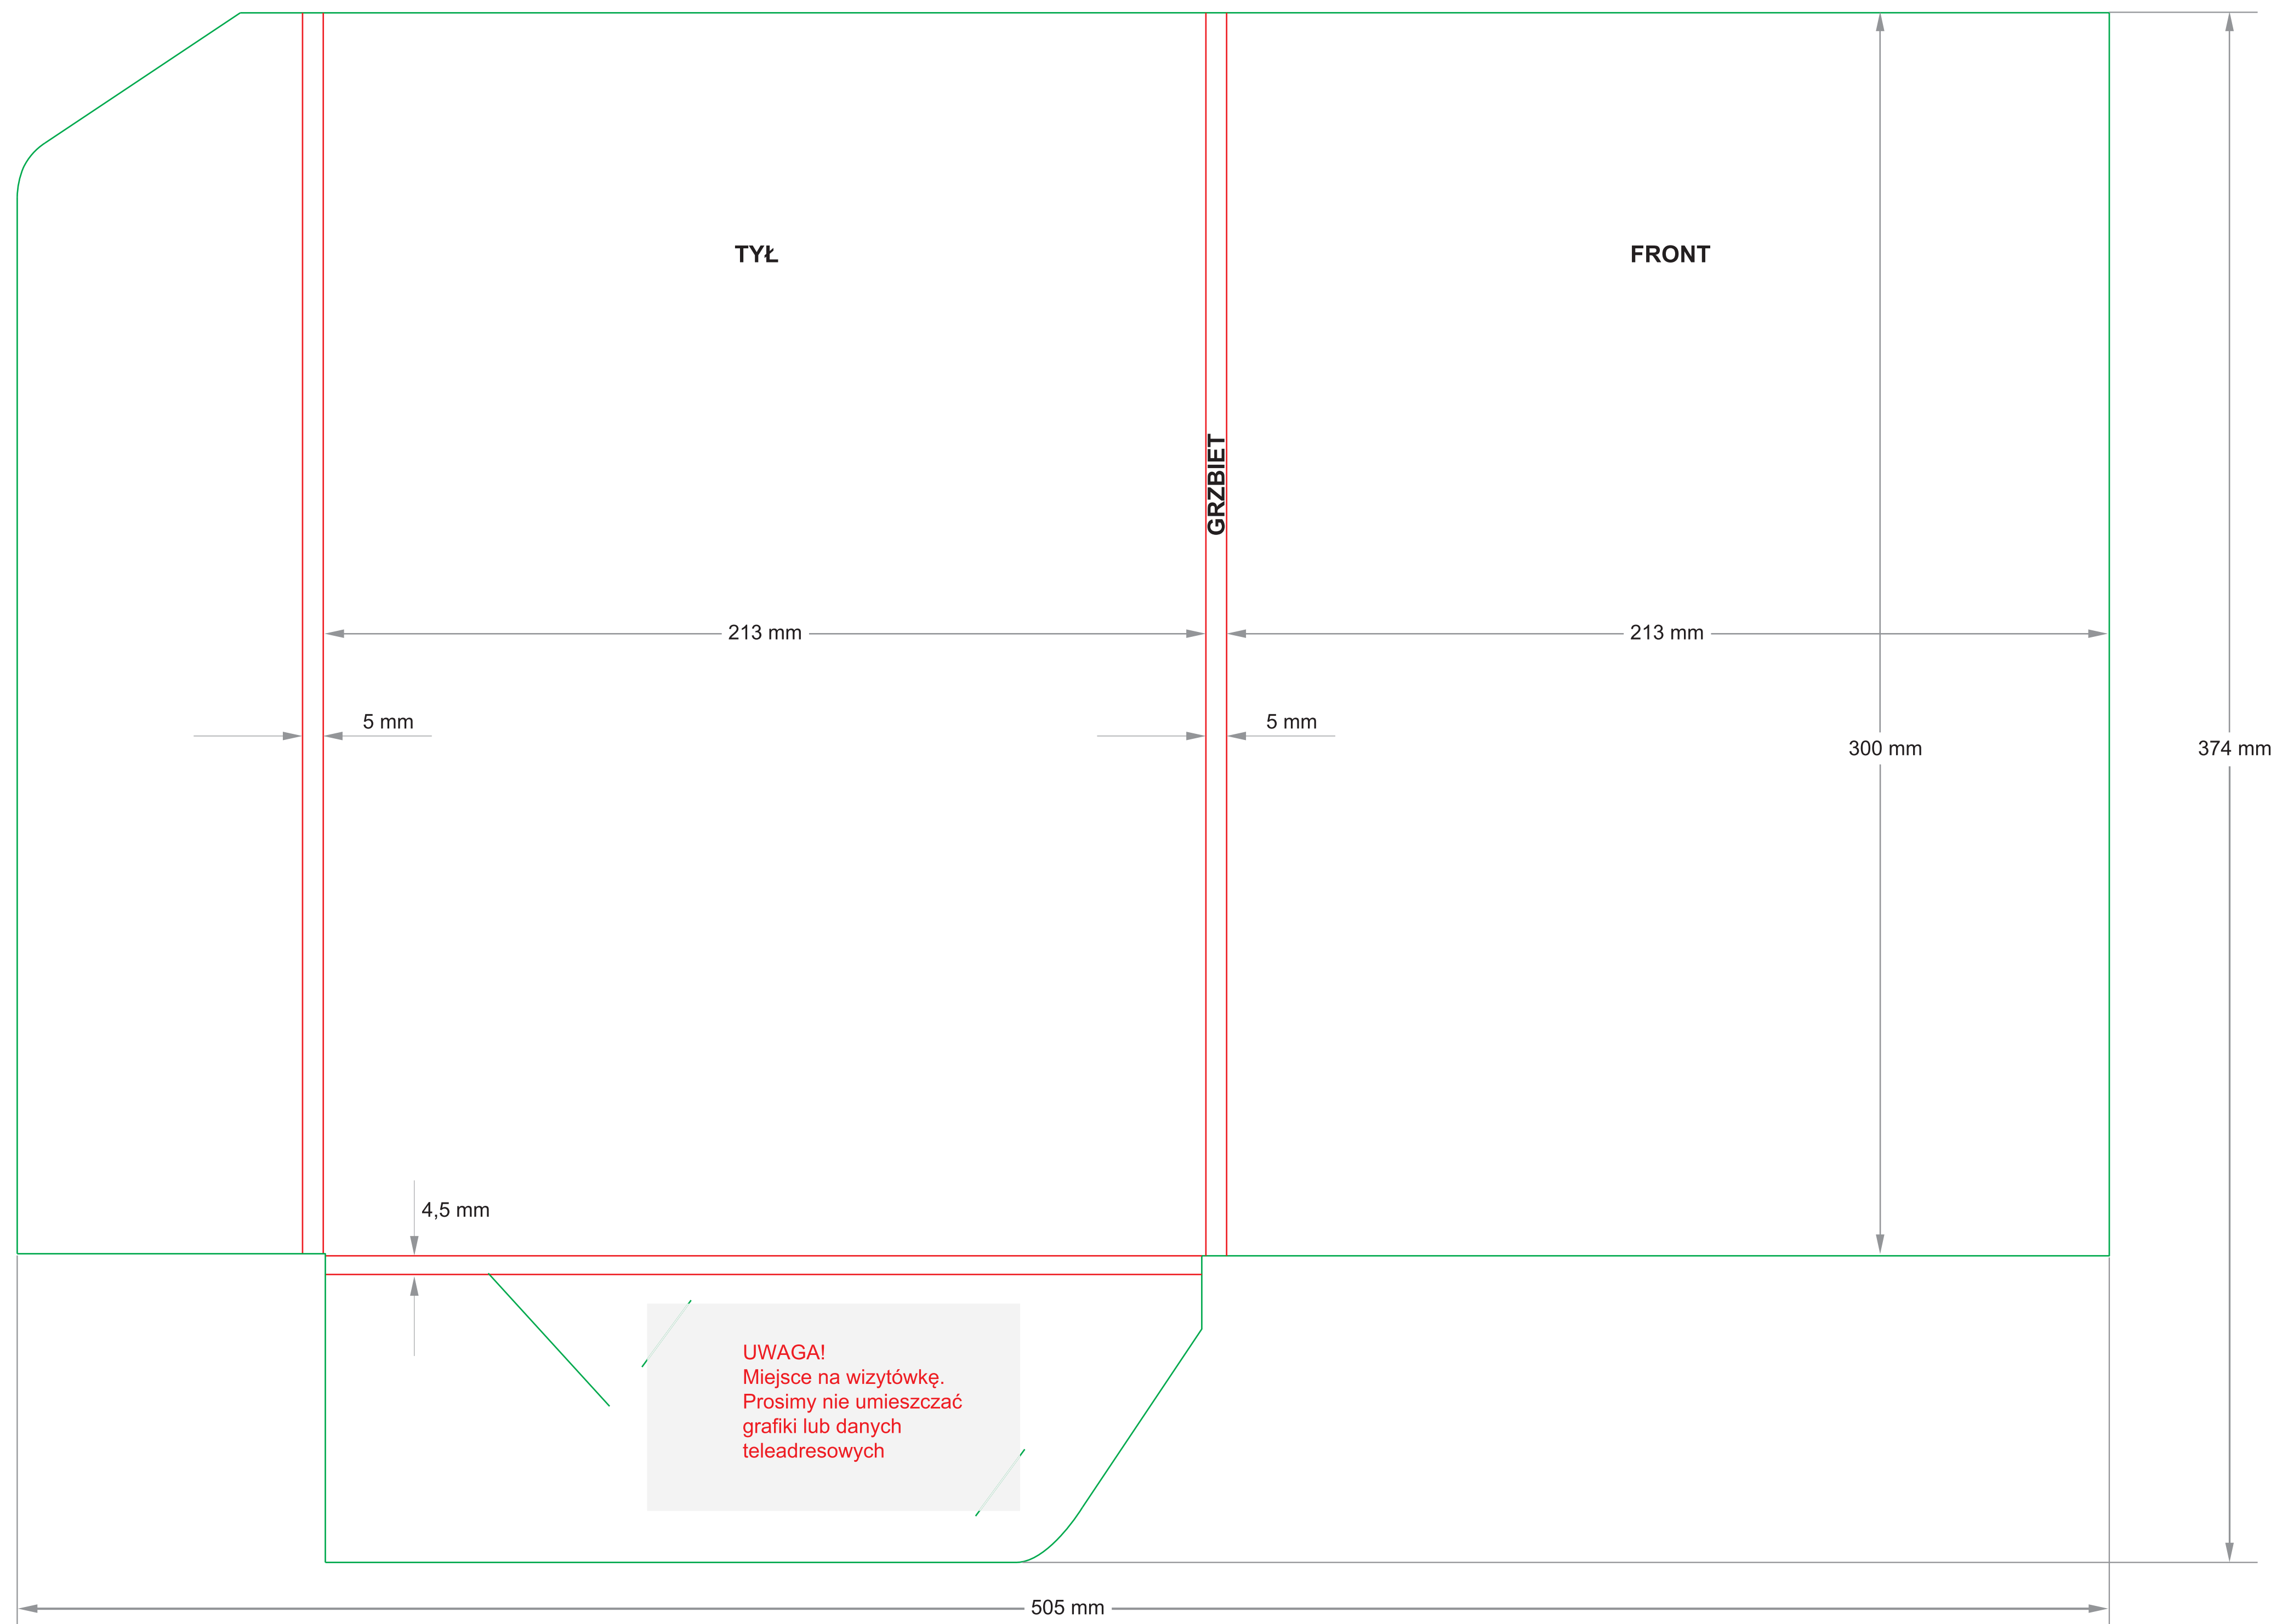 TYŁ
FRONT
GRZBIET
213 mm
213 mm
5 mm
5 mm
300 mm
374 mm
4,5 mm
UWAGA!
Miejsce na wizytówkę.
Prosimy nie umieszczać
grafiki lub danych
teleadresowych
505 mm